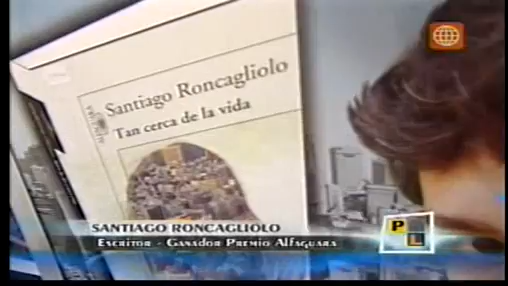 Santiago Roncagliolo
Tan cerca de la vida
SANTIAGO RONCAGLIOLO
Escritor - Ganador Premio Alfaguara
P
L